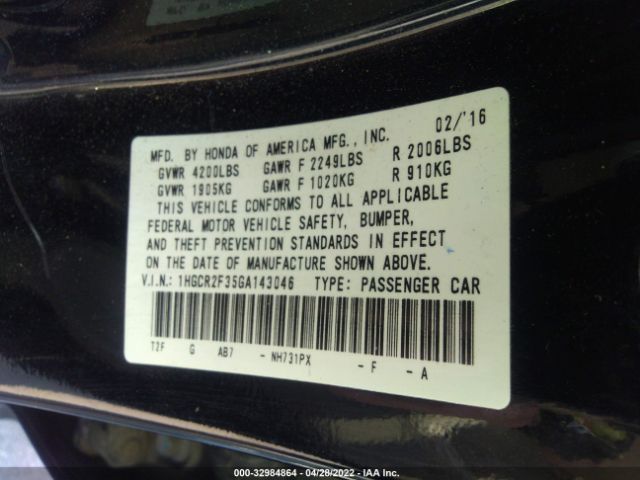 MFD. BY HONDA OF AMERICA MFG., INC. 02/'16
GVWR 4200LBS GAWR F 2249LBS R 2006LBS
GVWR 1905KG GAWR F 1020KG R 910KG
THIS VEHICLE CONFORMS TO ALL APPLICABLE
FEDERAL MOTOR VEHICLE SAFETY, BUMPER,
AND THEFT PREVENTION STANDARDS IN EFFECT
ON THE DATE OF MANUFACTURE SHOWN ABOVE.
V.I.N.: 1HGCR2F35GA143046 TYPE: PASSENGER CAR
T2F G AB7 - NH731PX - F - A
000-32984864 - 04/28/2022 - IAA Inc.